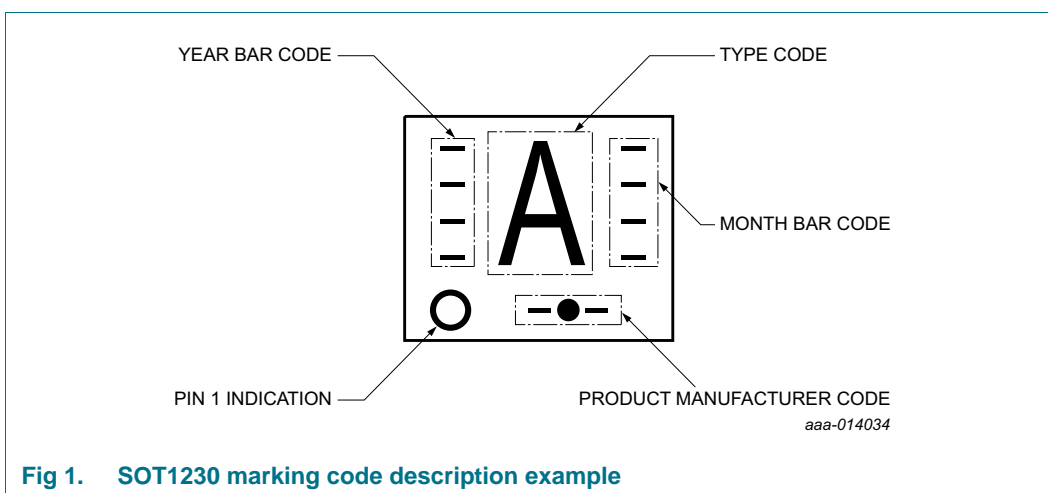 YEAR BAR CODE
TYPE CODE
A
MONTH BAR CODE
PIN 1 INDICATION
PRODUCT MANUFACTURER CODE
aaa-014034
Fig 1. SOT1230 marking code description example